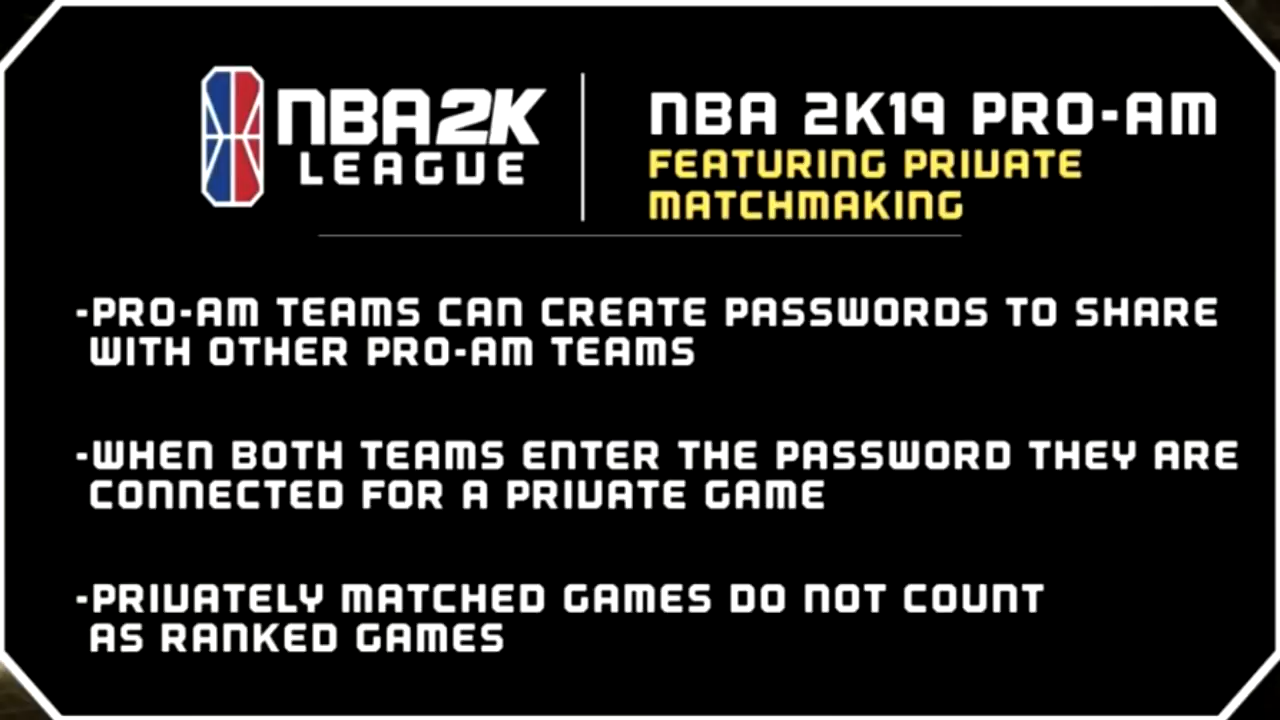 NBA2K
LEAGUE
NBA 2K19 PRO-AM
FEATURING PRIVATE
MATCHMAKING
-PRO-AM TEAMS CAN CREATE PASSWORDS TO SHARE
WITH OTHER PRO-AM TEAMS
-WHEN BOTH TEAMS ENTER THE PASSWORD THEY ARE
CONNECTED FOR A PRIVATE GAME
-PRIVATELY MATCHED GAMES DO NOT COUNT
AS RANKED GAMES